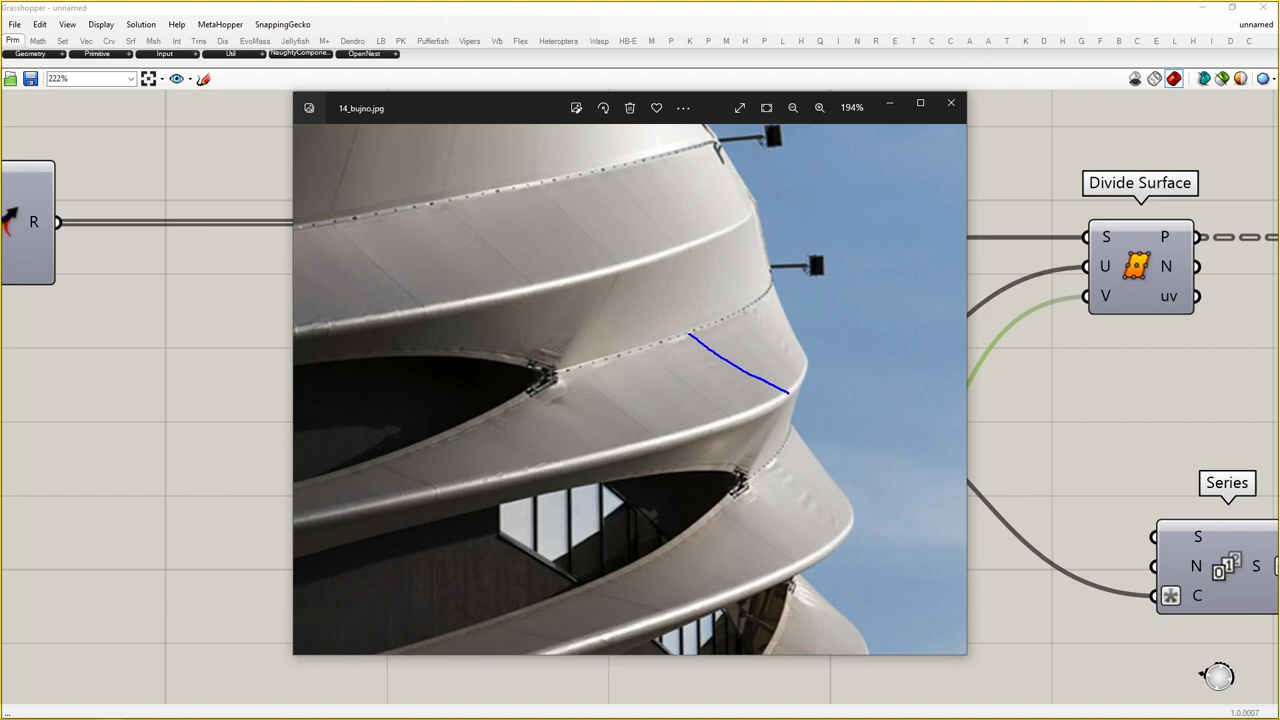 Grasshopper - unnamed
File Edit View Display Solution Help MetaHopper SnappingGecko unnamed
Prm Math Set Vec Crv Srf Msh Int Trns Dis EvoMass Jellyfish M+ Dendro LB PK Pufferfish Vipers Wb Flex Heteroptera Wasp HB-E M P K P M P L H Q I D N R E T A D S S V A B C E L H I D C
Geometry + Primitive + Input + Util + NaughtyCompone... OpenNest +
222%
14_bujno.jpg ... 194%
Divide Surface
R
S P
U N
V uv
Series
S
N S
C
... 1.0.0007